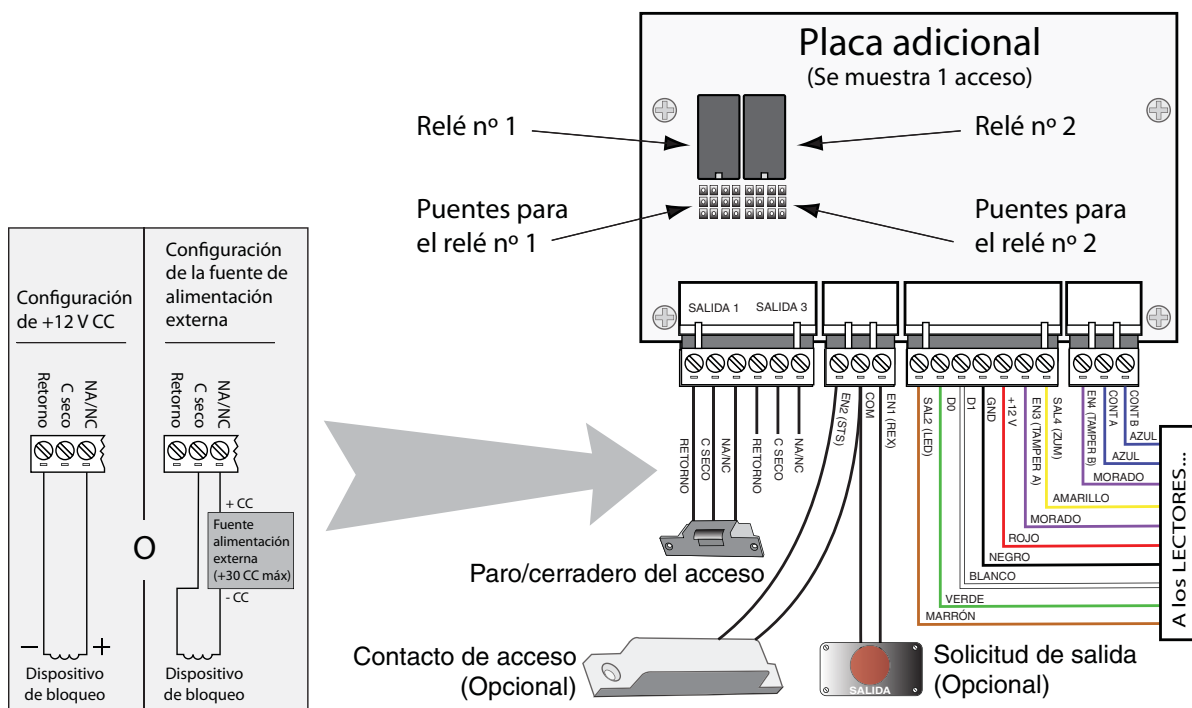 Placa adicional
(Se muestra 1 acceso)
Relé nº 1
Relé nº 2
Puentes para
el relé nº 1
Puentes para
el relé nº 2
SALIDA 1
SALIDA 3
RETORNO
C SECO
NA/NC
RETORNO
C SECO
NA/NC
EN2 (STS)
COM
EN1 (REX)
SAL2 (LED)
D0
D1
GND
+12 V
EN3 (TAMPER A)
SAL4 (ZUM)
EN4 (TAMPER B)
CONT A
CONT B
AZUL
AZUL
MORADO
AMARILLO
MORADO
ROJO
NEGRO
BLANCO
VERDE
MARRÓN
A los LECTORES...
Configuración
de +12 V CC
Retorno
C seco
NA/NC
Dispositivo
de bloqueo
O
Configuración
de la fuente de
alimentación
externa
Retorno
C seco
NA/NC
+ CC
Fuente
alimentación
externa
(+30 CC máx)
- CC
Dispositivo
de bloqueo
– +
Paro/cerradero del acceso
Contacto de acceso
(Opcional)
SALIDA
Solicitud de salida
(Opcional)